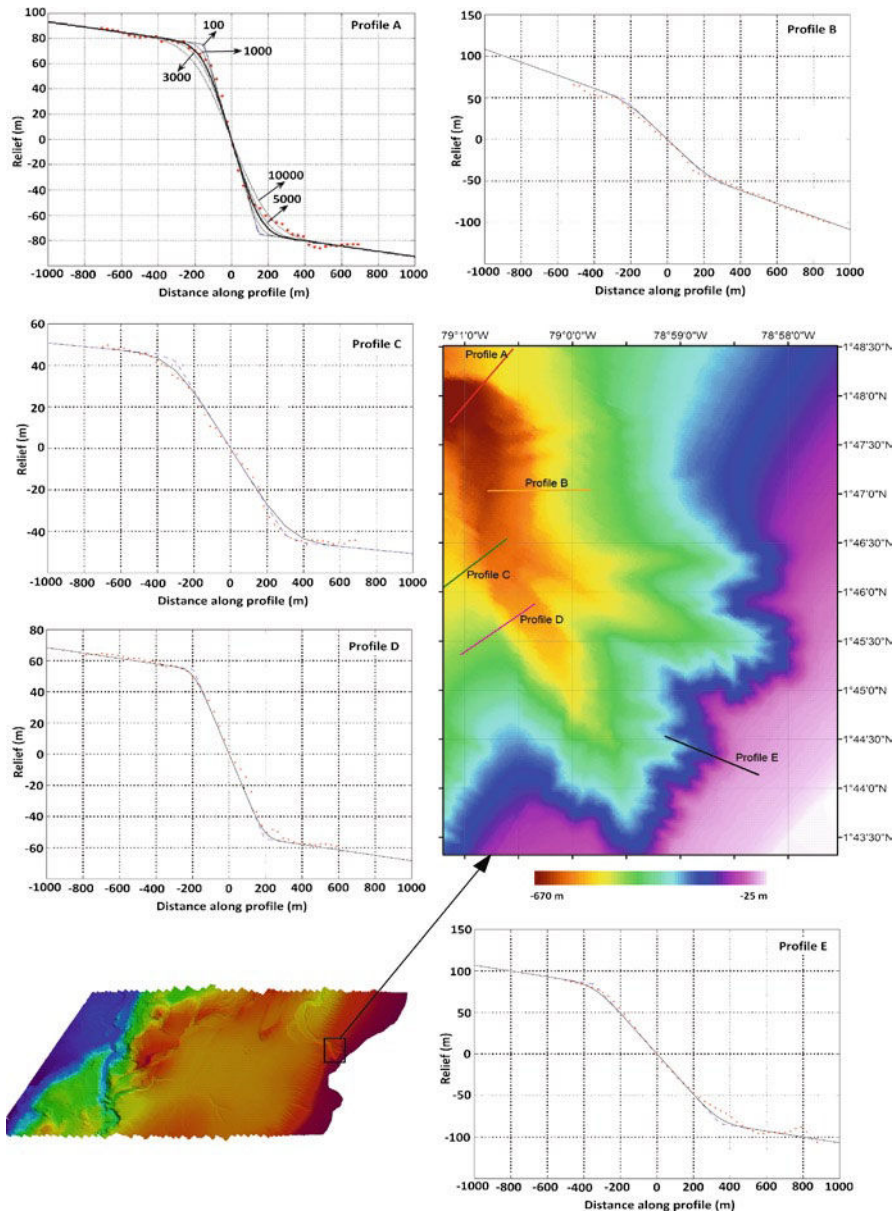 Profile A
100
80
60
40
20
0
-20
-40
-60
-80
100
1000
3000
10000
5000
Relief (m)
-1000 -800 -600 -400 -200 0 200 400 600 800 1000
Distance along profile (m)
Profile B
150
100
50
0
-50
-100
-150
Relief (m)
-1000 -800 -600 -400 -200 0 200 400 600 800 1000
Distance along profile (m)
Profile C
60
40
20
0
-20
-40
Relief (m)
-1000 -800 -600 -400 -200 0 200 400 600 800 1000
Distance along profile (m)
79°1'0"W 79°0'0"W 78°59'0"W 78°58'0"W
Profile A
Profile B
Profile C
Profile D
Profile E
1°48'30"N
1°48'0"N
1°47'30"N
1°47'0"N
1°46'30"N
1°46'0"N
1°45'30"N
1°45'0"N
1°44'30"N
1°44'0"N
1°43'30"N
-670 m -25 m
Profile D
80
60
40
20
0
-20
-40
-60
-80
Relief (m)
-1000 -800 -600 -400 -200 0 200 400 600 800 1000
Distance along profile (m)
Profile E
150
100
50
0
-50
-100
-150
Relief (m)
-1000 -800 -600 -400 -200 0 200 400 600 800 1000
Distance along profile (m)